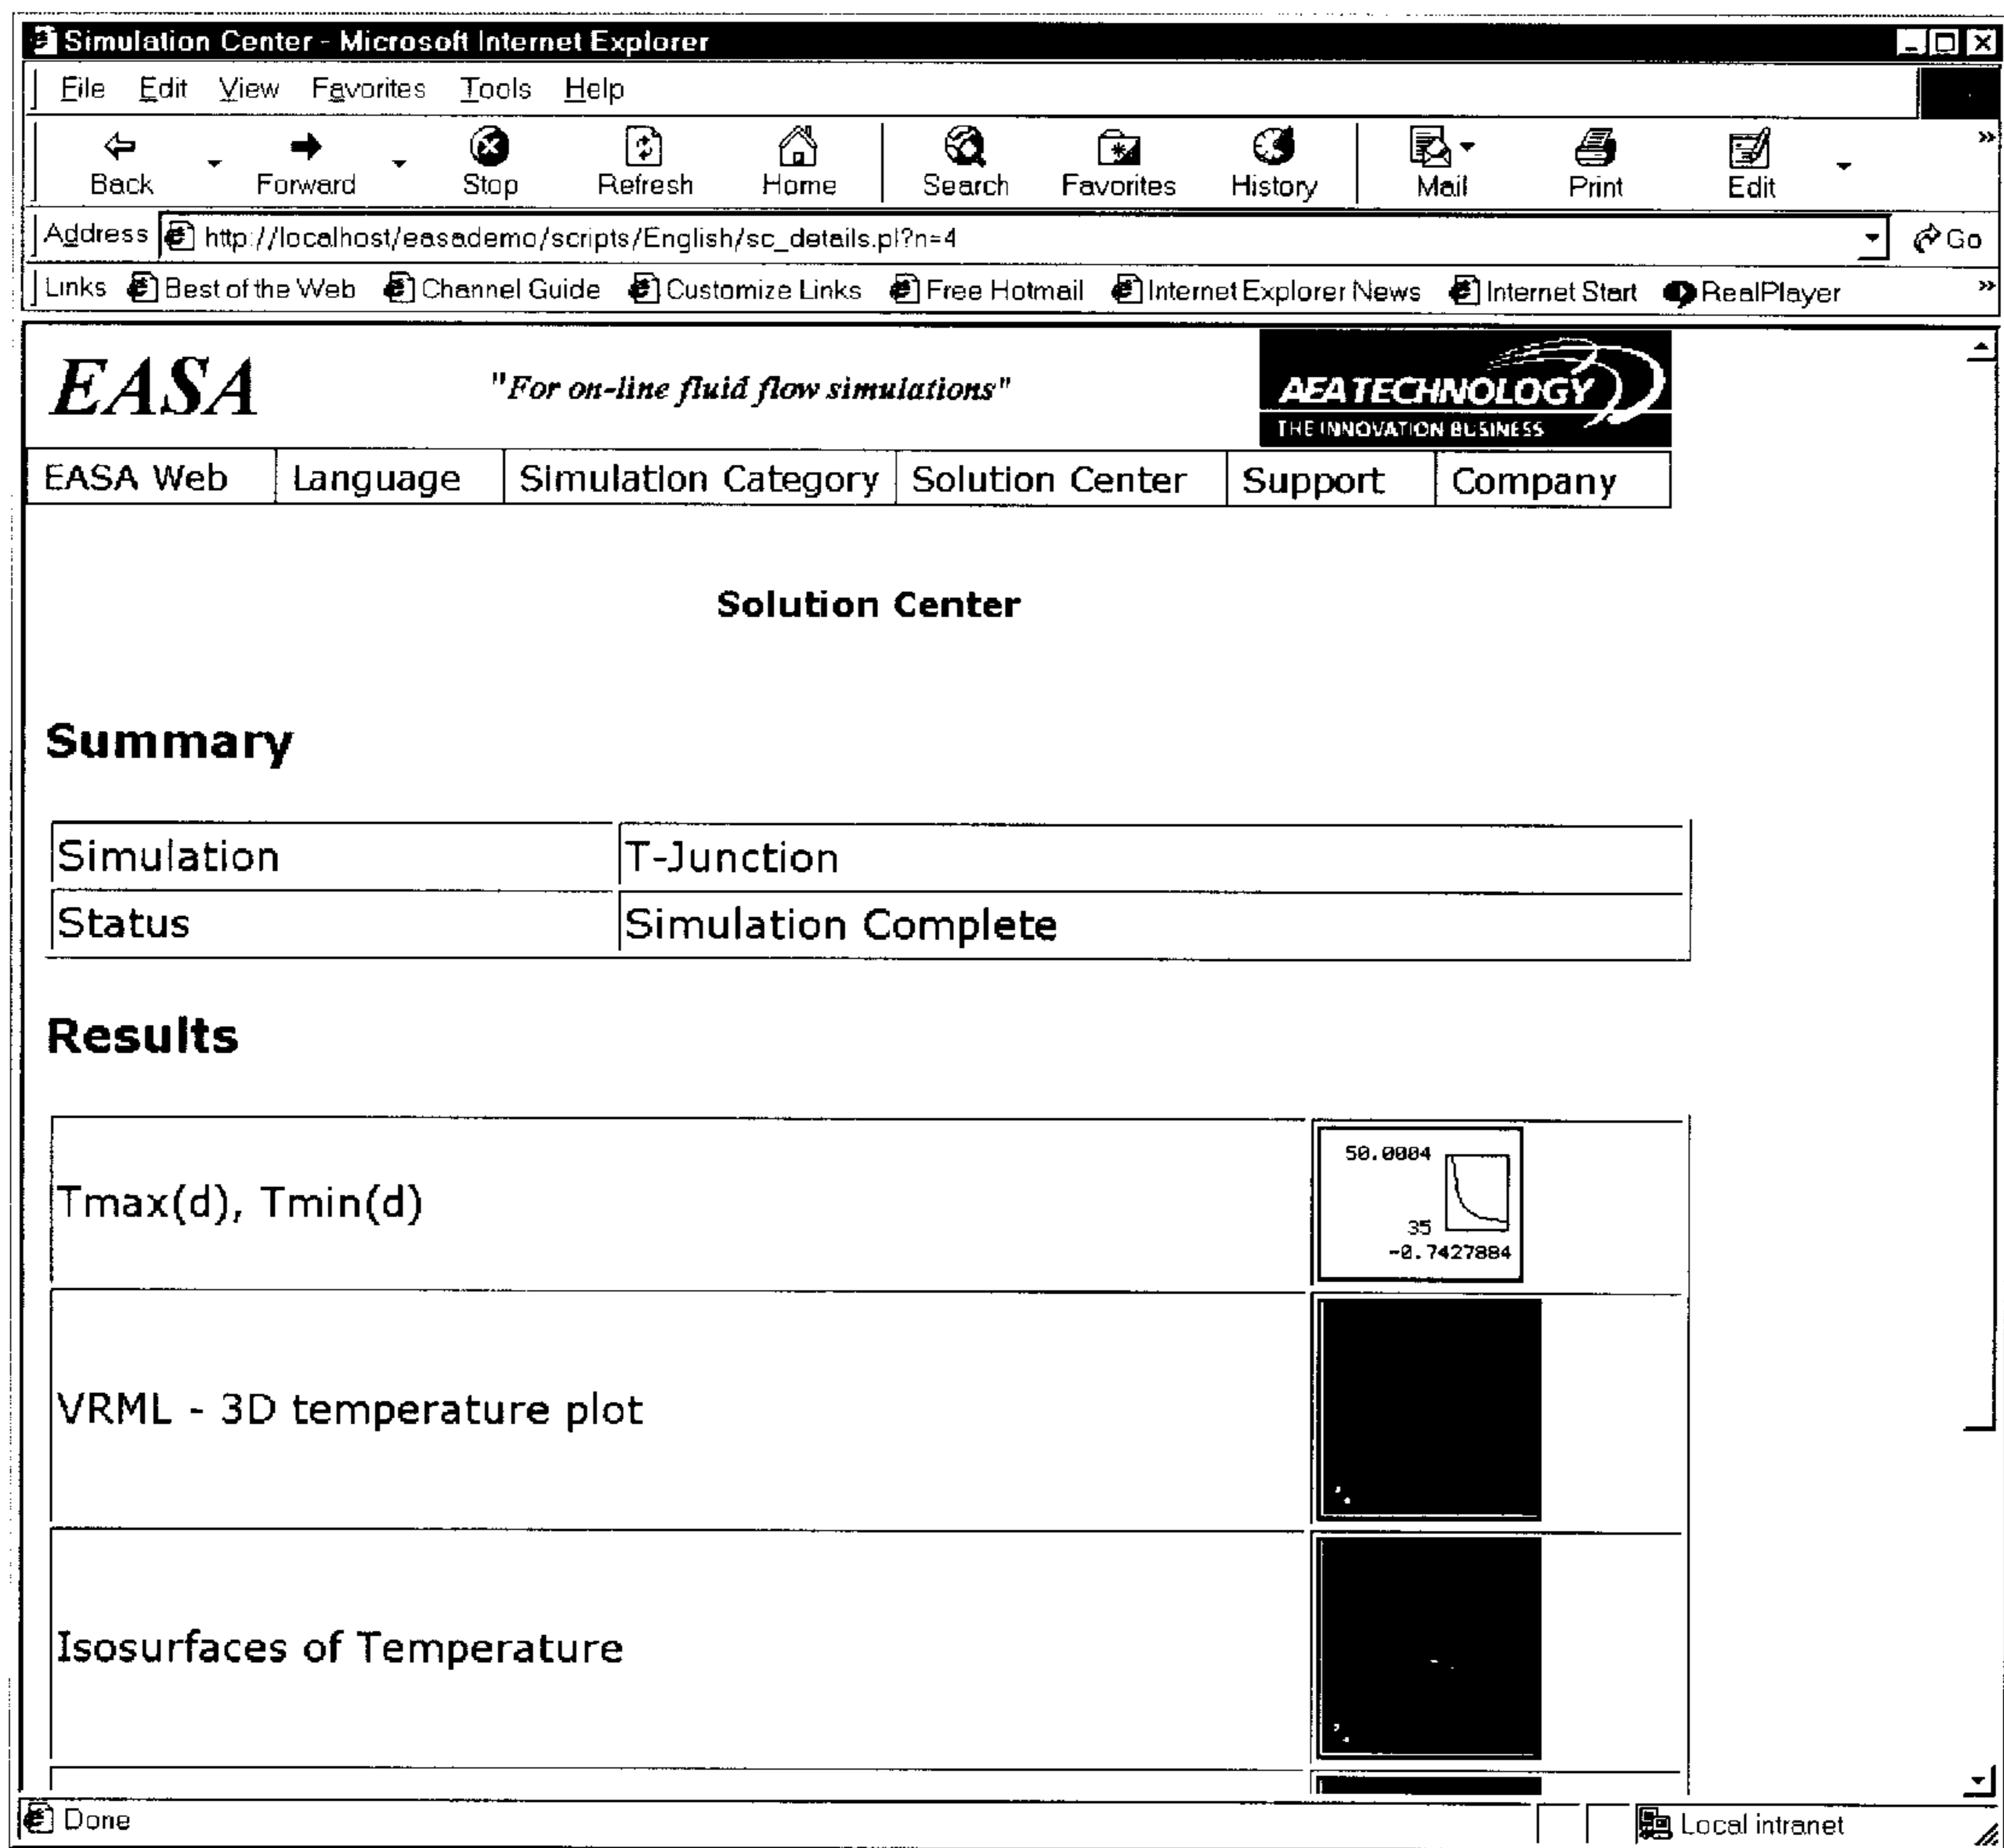 Simulation Center - Microsoft Internet Explorer
File Edit View Favorites Tools Help
Back Forward Stop Refresh Home Search Favorites History Mail Print Edit
Address http://localhost/easademo/scripts/English/sc_details.pl?n=4 Go
Links Best of the Web Channel Guide Customize Links Free Hotmail Internet Explorer News Internet Start RealPlayer
EASA "For on-line fluid flow simulations" AEA TECHNOLOGY
THE INNOVATION BUSINESS
EASA Web Language Simulation Category Solution Center Support Company
Solution Center
Summary
Simulation T-Junction
Status Simulation Complete
Results
50.0004
Tmax(d), Tmin(d)
35
-0.7427884
VRML - 3D temperature plot
Isosurfaces of Temperature
Done Local intranet